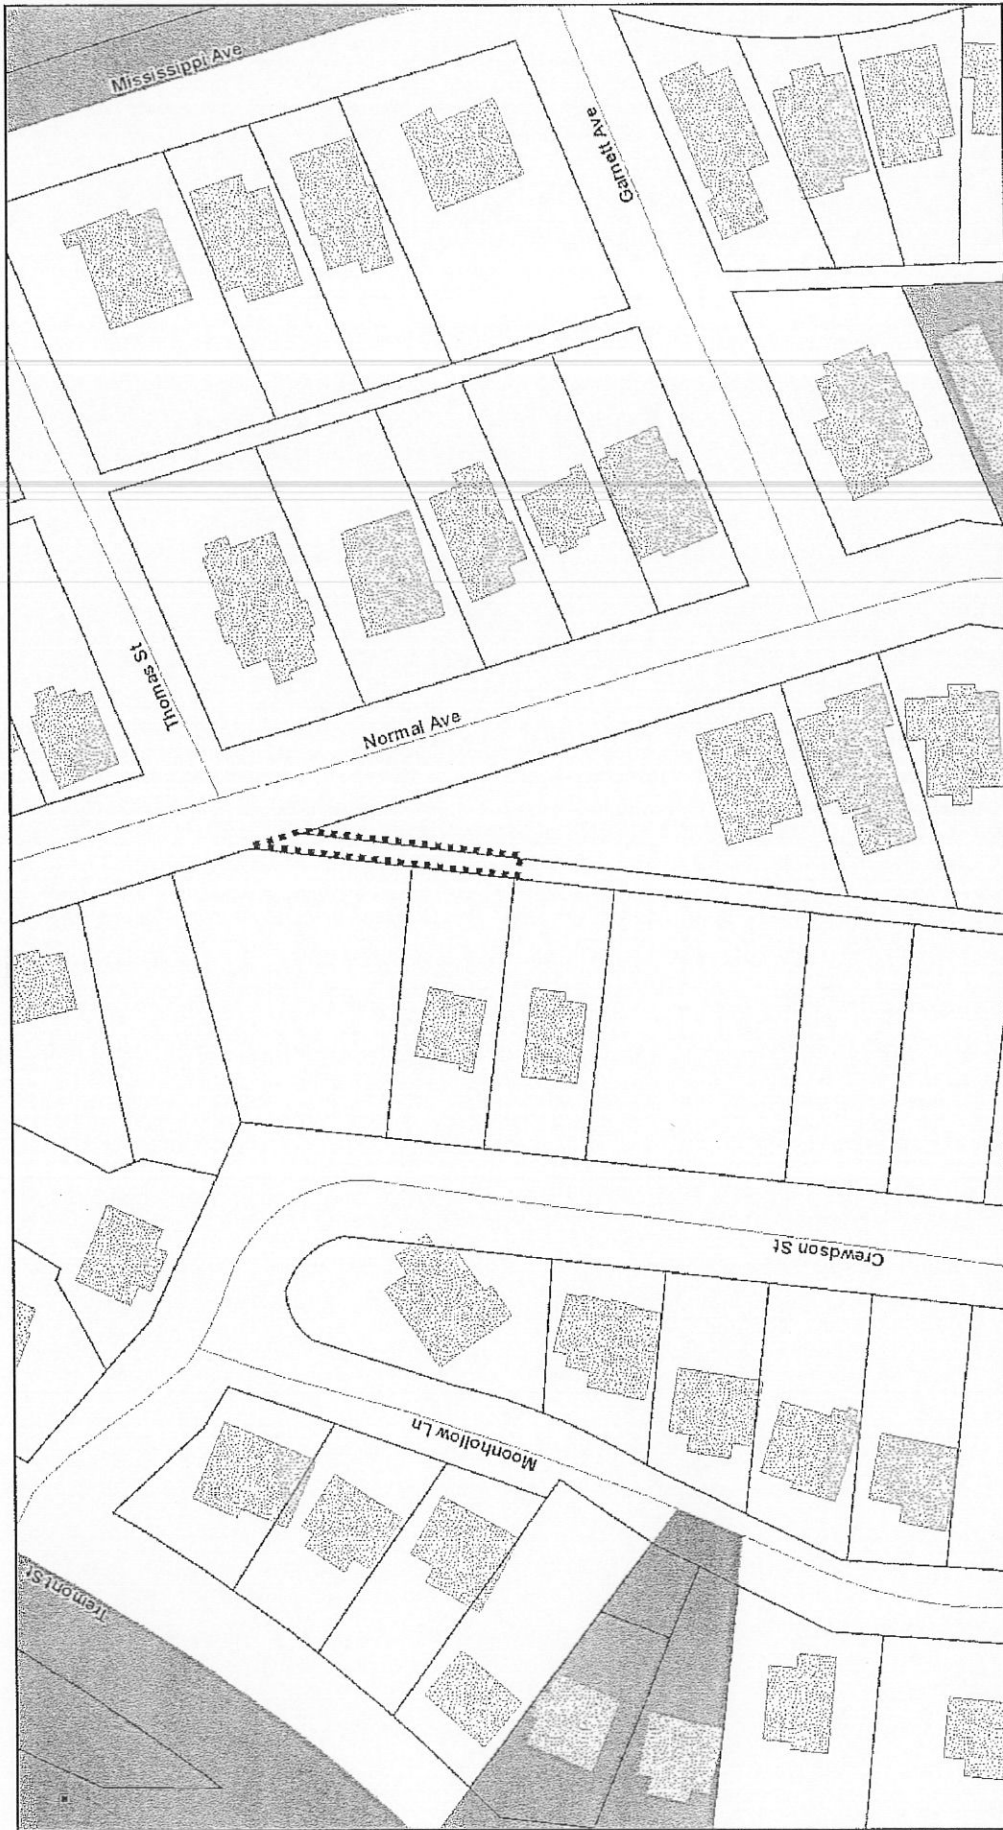 Mississippi Ave
Garnett Ave
Thomas St
Normal Ave
Crewdson St
Moonhollow Ln
Tremont St